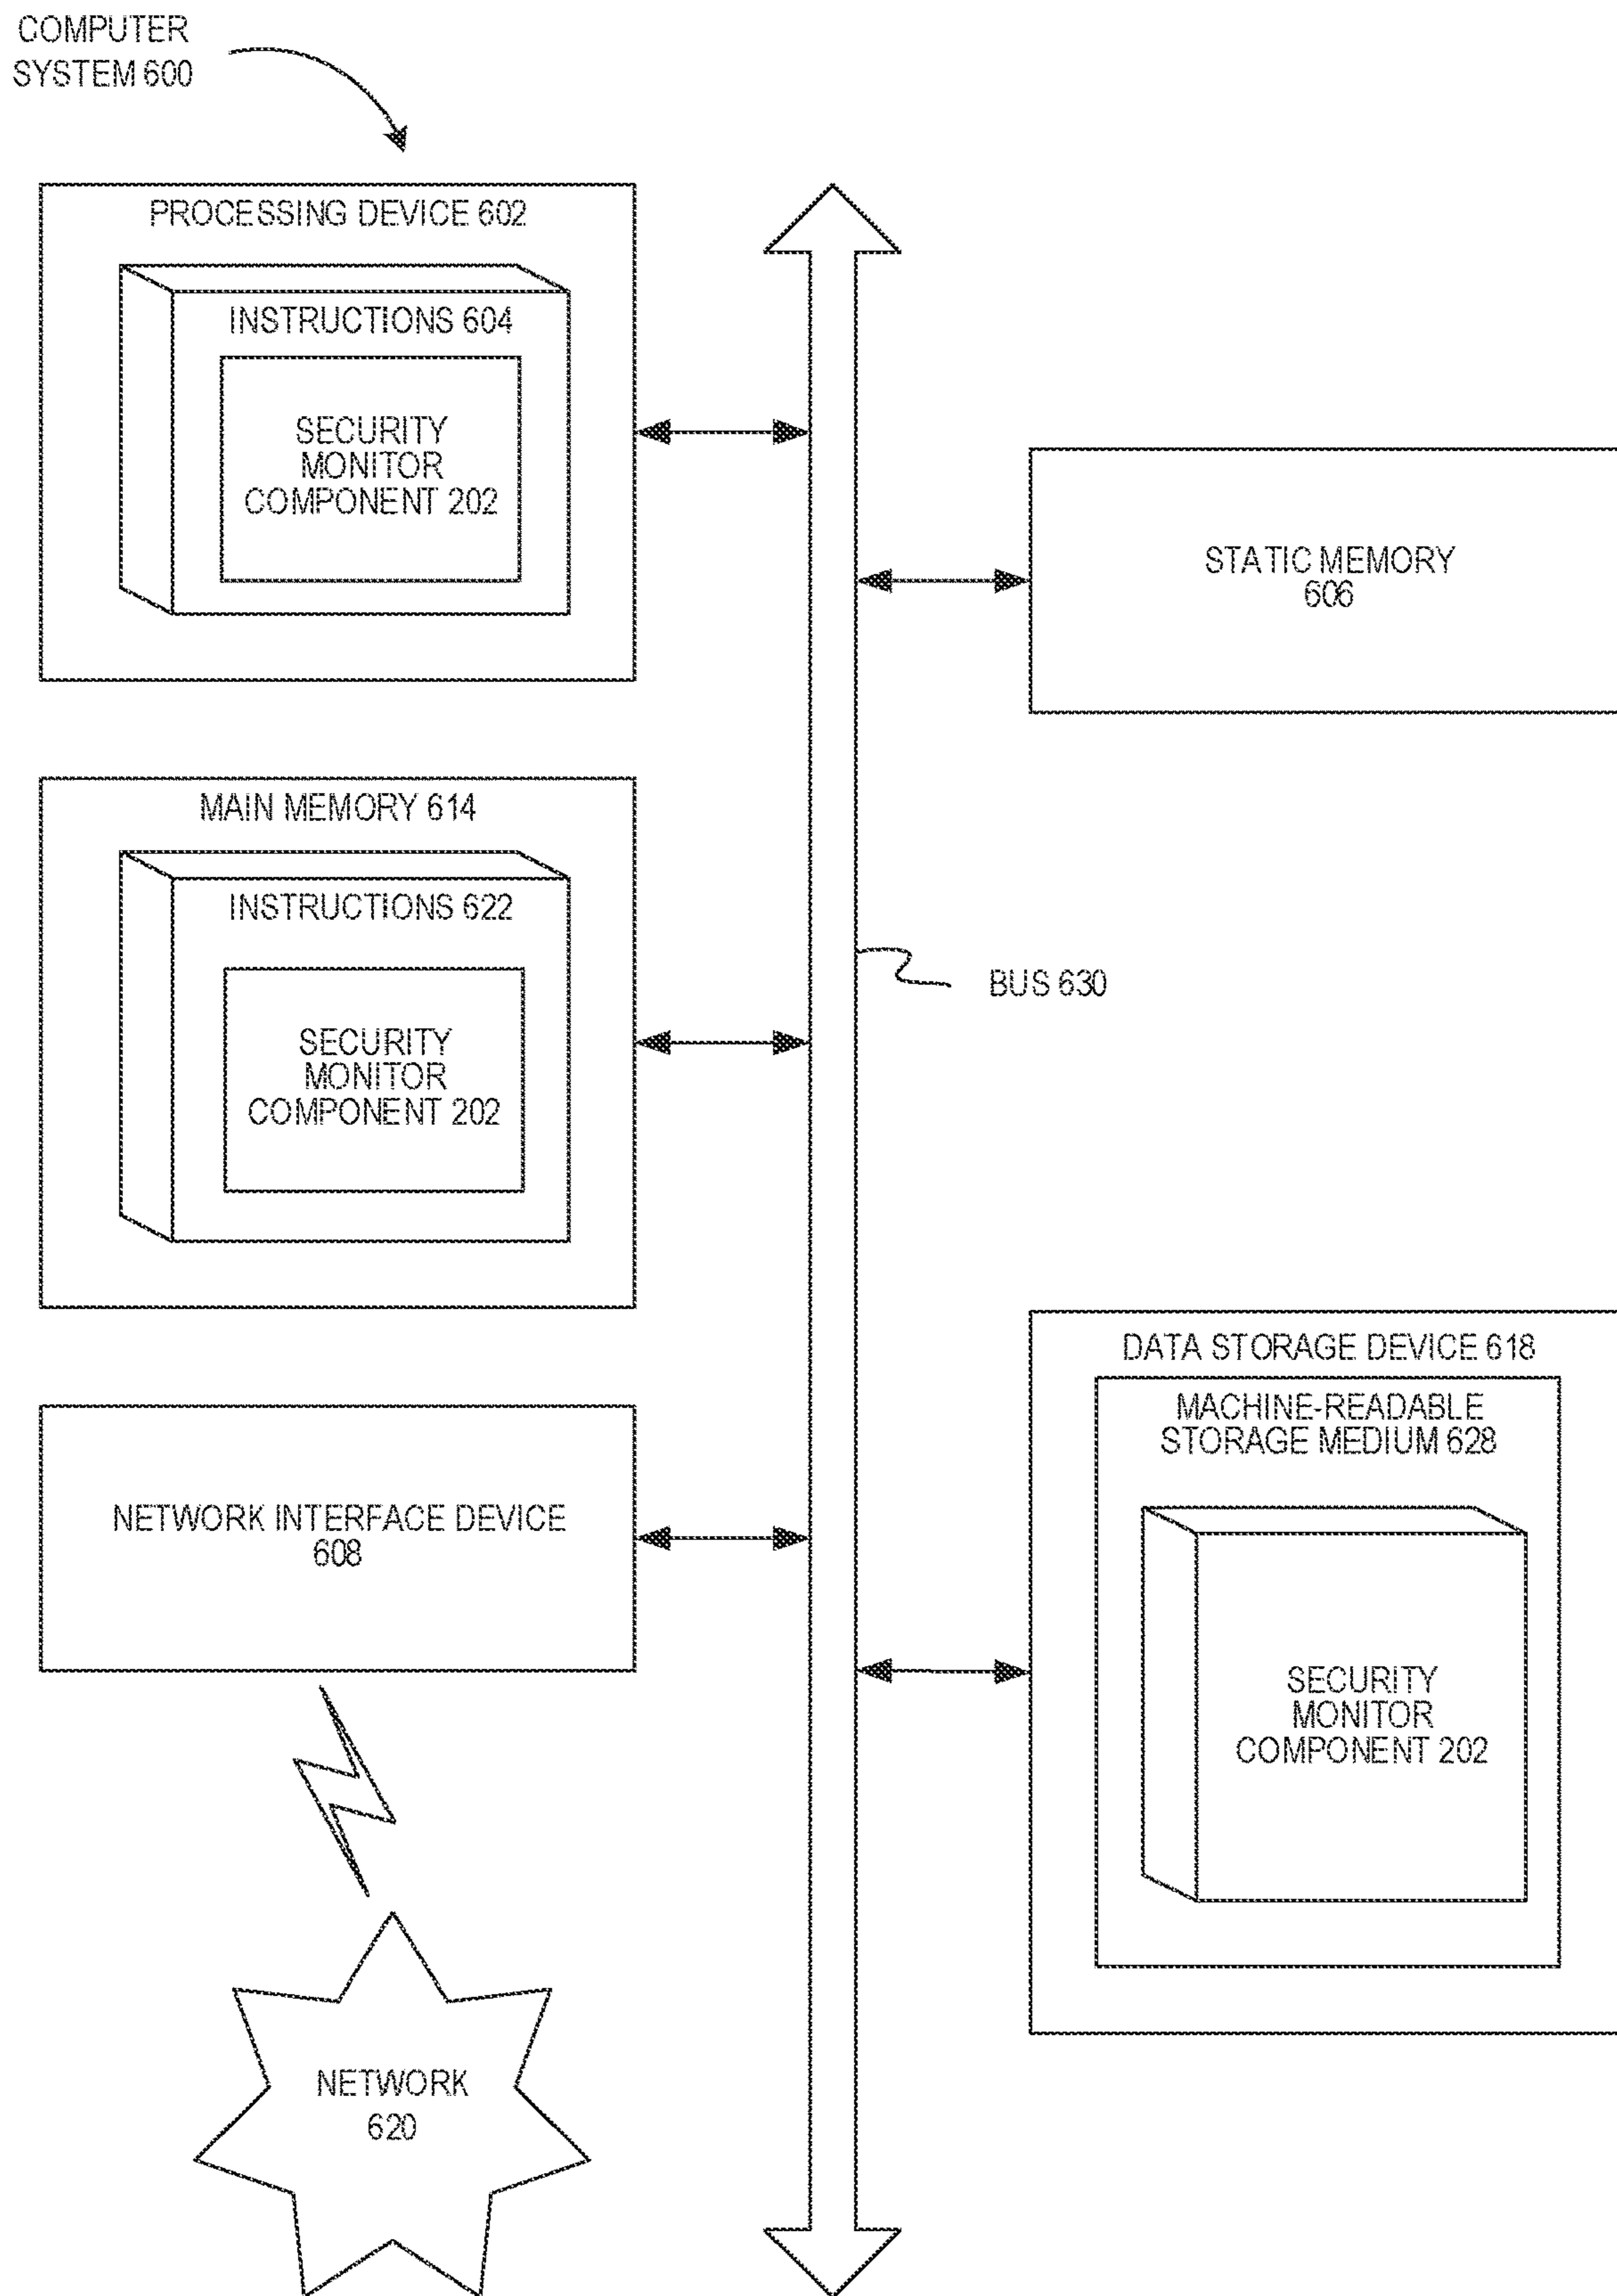 COMPUTER
SYSTEM 600
PROCESSING DEVICE 602
INSTRUCTIONS 604
SECURITY
MONITOR
COMPONENT 202
STATIC MEMORY
606
MAIN MEMORY 614
INSTRUCTIONS 622
SECURITY
MONITOR
COMPONENT 202
BUS 630
NETWORK INTERFACE DEVICE
608
DATA STORAGE DEVICE 618
MACHINE-READABLE
STORAGE MEDIUM 628
SECURITY
MONITOR
COMPONENT 202
NETWORK
620